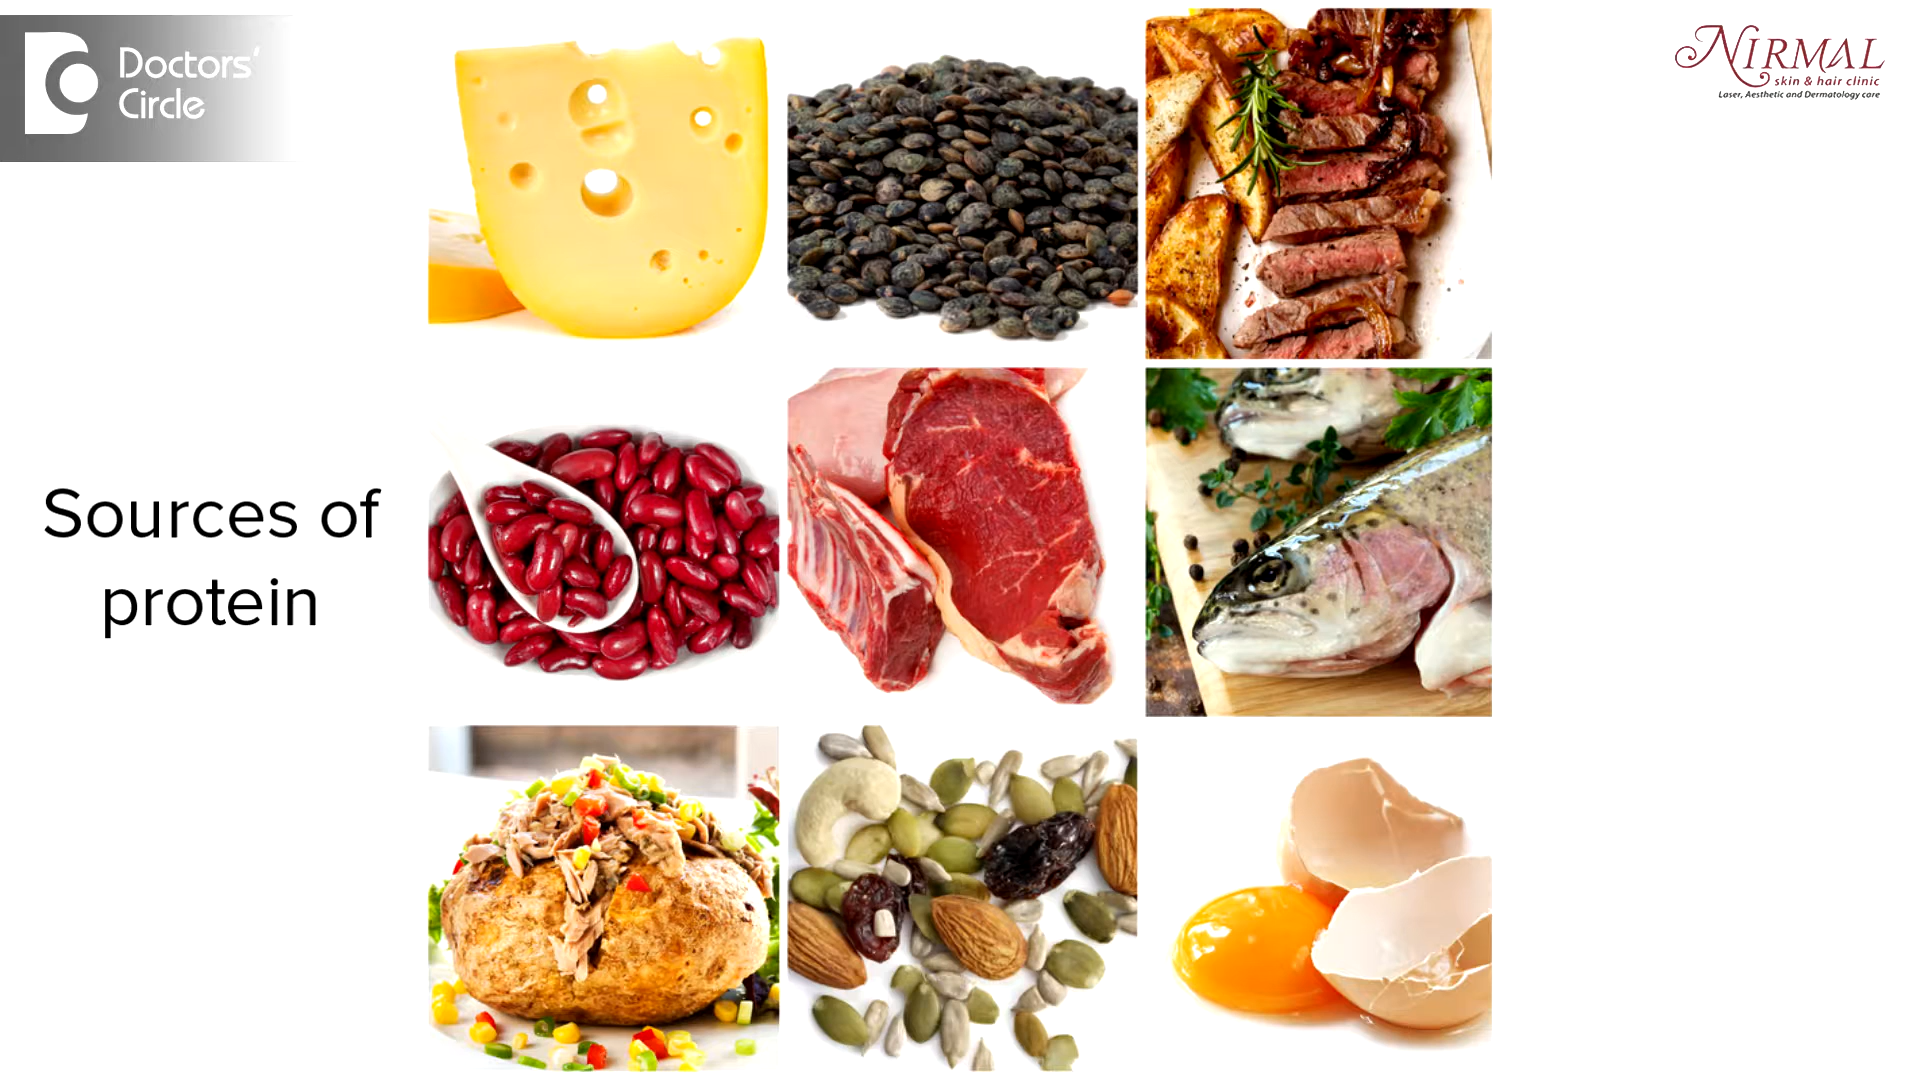 Doctors'
Circle
NIRMAL
skin & hair clinic
Laser, Aesthetic and Dermatology care
Sources of
protein